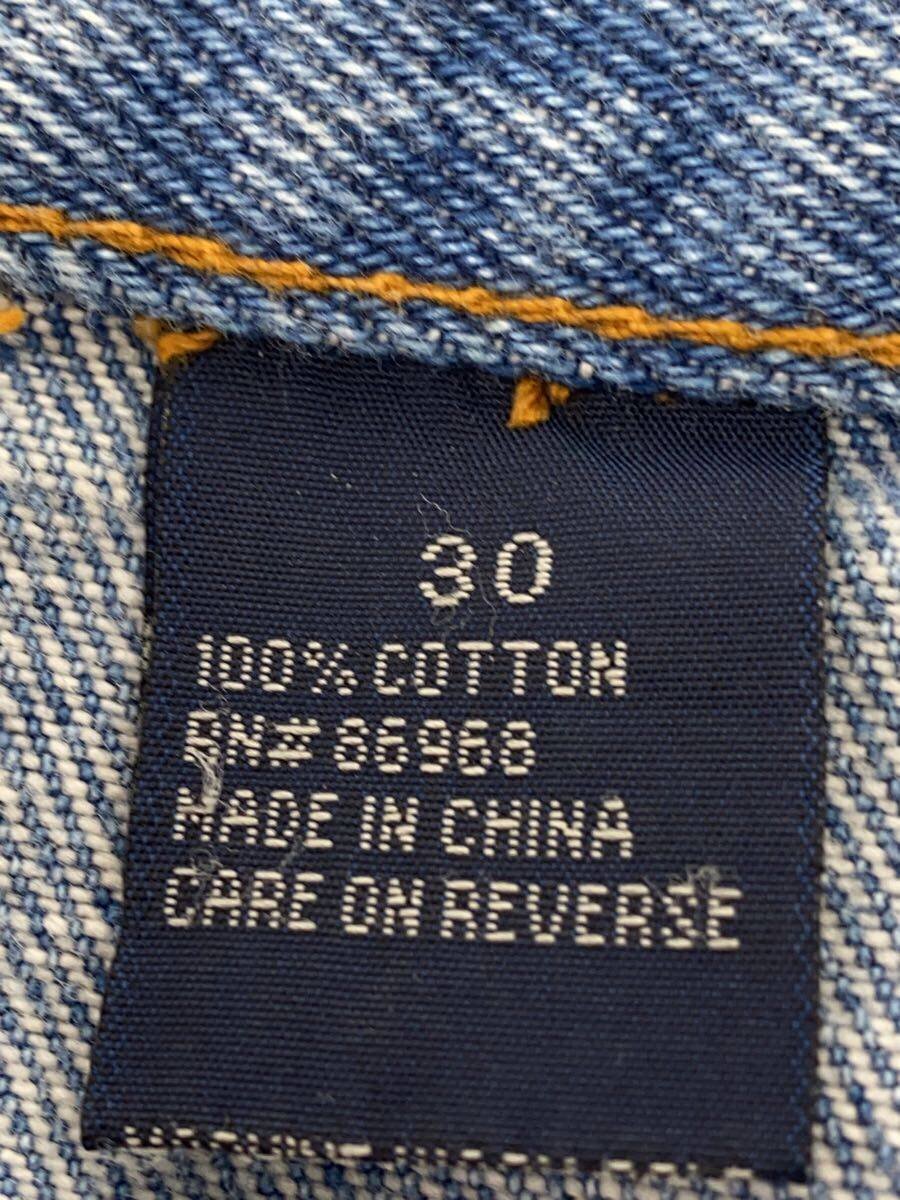 30
100% COTTON
RN# 86968
MADE IN CHINA
CARE ON REVERSE